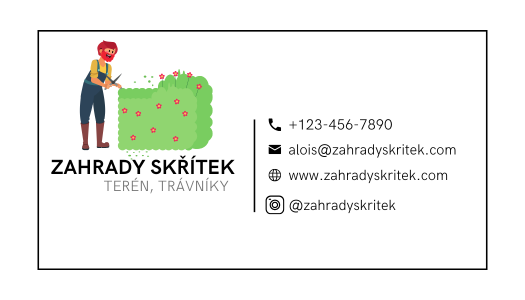 ZAHRADY SKŘÍTEK
TERÉN, TRÁVNÍKY
+123-456-7890
alois@zahradyskritek.com
www.zahradyskritek.com
@zahradyskritek